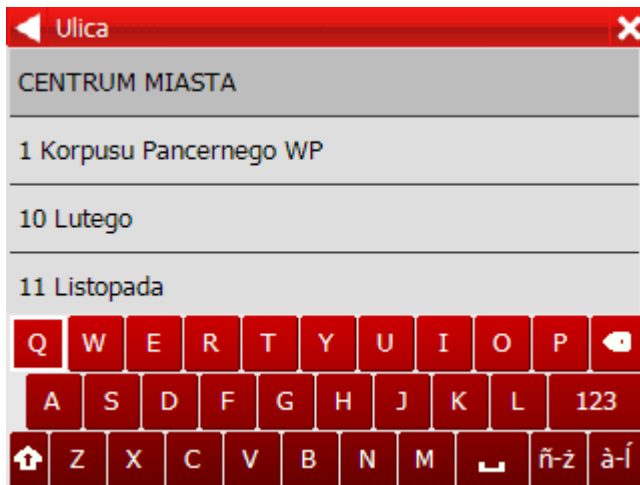 Ulica
CENTRUM MIASTA
1 Korpusu Pancernego WP
10 Lutego
11 Listopada
Q W E R T Y U I O P
A S D F G H J K L 123
Z X C V B N M ñ-ż à-Í